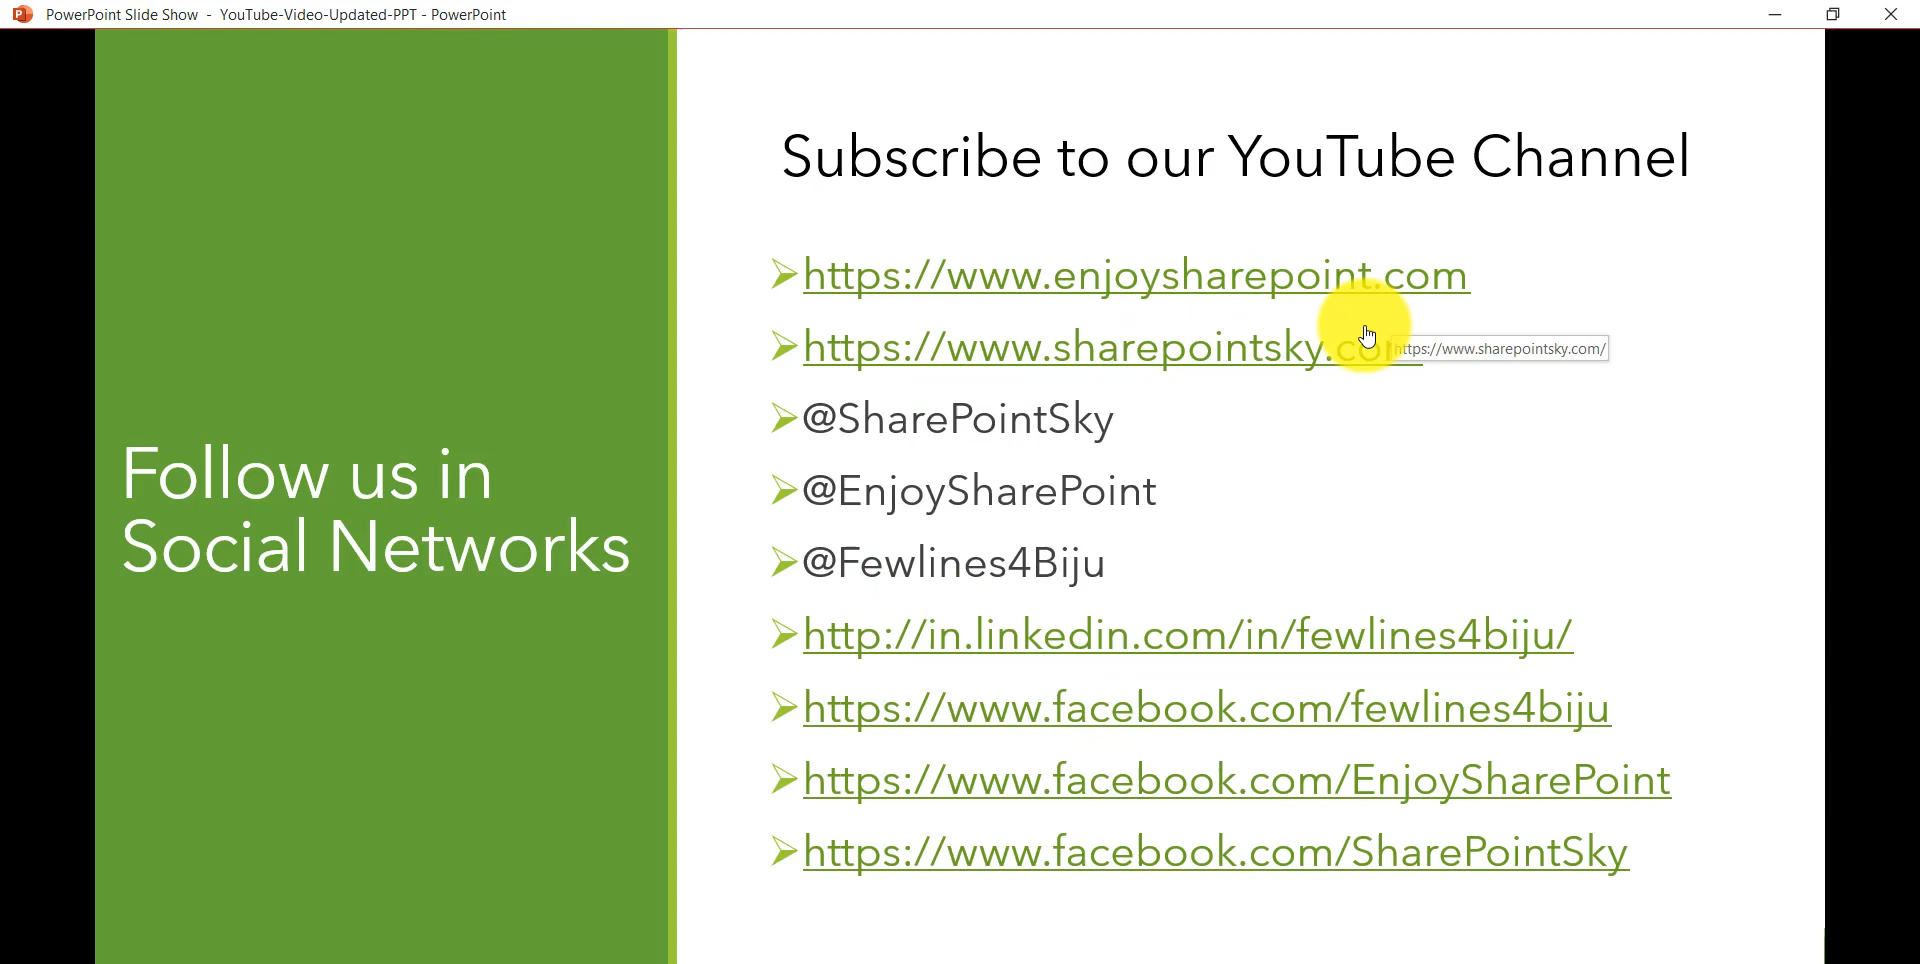 PowerPoint Slide Show - YouTube-Video-Updated-PPT - PowerPoint
Follow us in
Social Networks
Subscribe to our YouTube Channel
https://www.enjoysharepoint.com
https://www.sharepointsky.com
https://www.sharepointsky.com/
@SharePointSky
@EnjoySharePoint
@Fewlines4Biju
http://in.linkedin.com/in/fewlines4biju/
https://www.facebook.com/fewlines4biju
https://www.facebook.com/EnjoySharePoint
https://www.facebook.com/SharePointSky